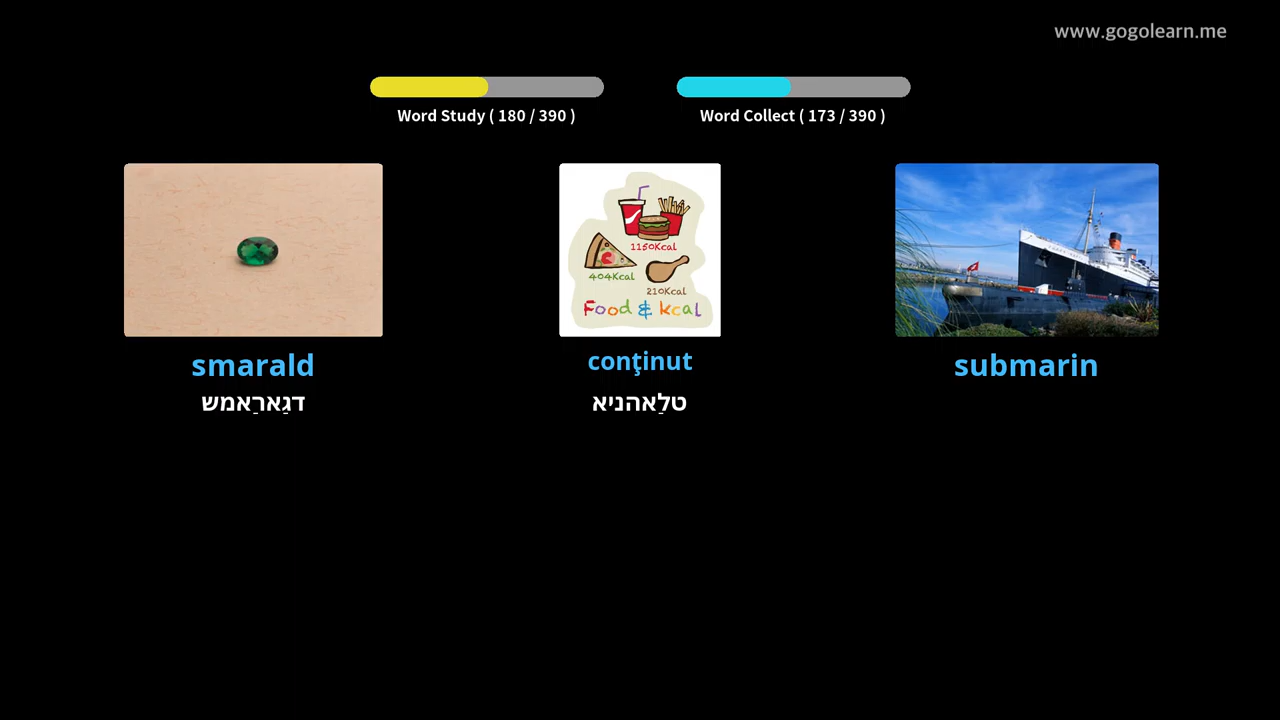 www.gogolearn.me
Word Study ( 180 / 390 )
Word Collect ( 173 / 390 )
1150Kcal
404Kcal
210Kcal
Food & kcal
smarald
conţinut
submarin
דגַארַאמש
טלַאהניא